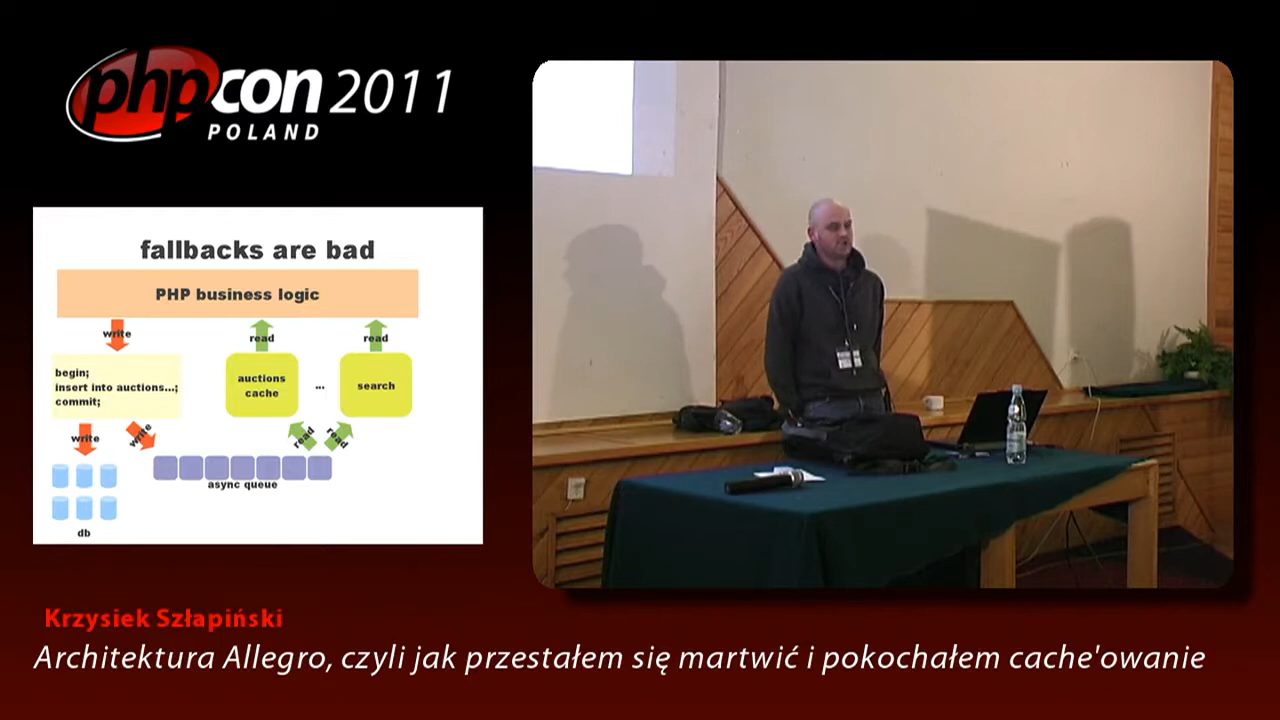 phpcon 2011
POLAND
fallbacks are bad
PHP business logic
write
read
read
begin;
insert into auctions...;
commit;
auctions
cache
...
search
write
write
read
read
async queue
db
Krzysiek Szłapiński
Architektura Allegro, czyli jak przestałem się martwić i pokochałem cache'owanie